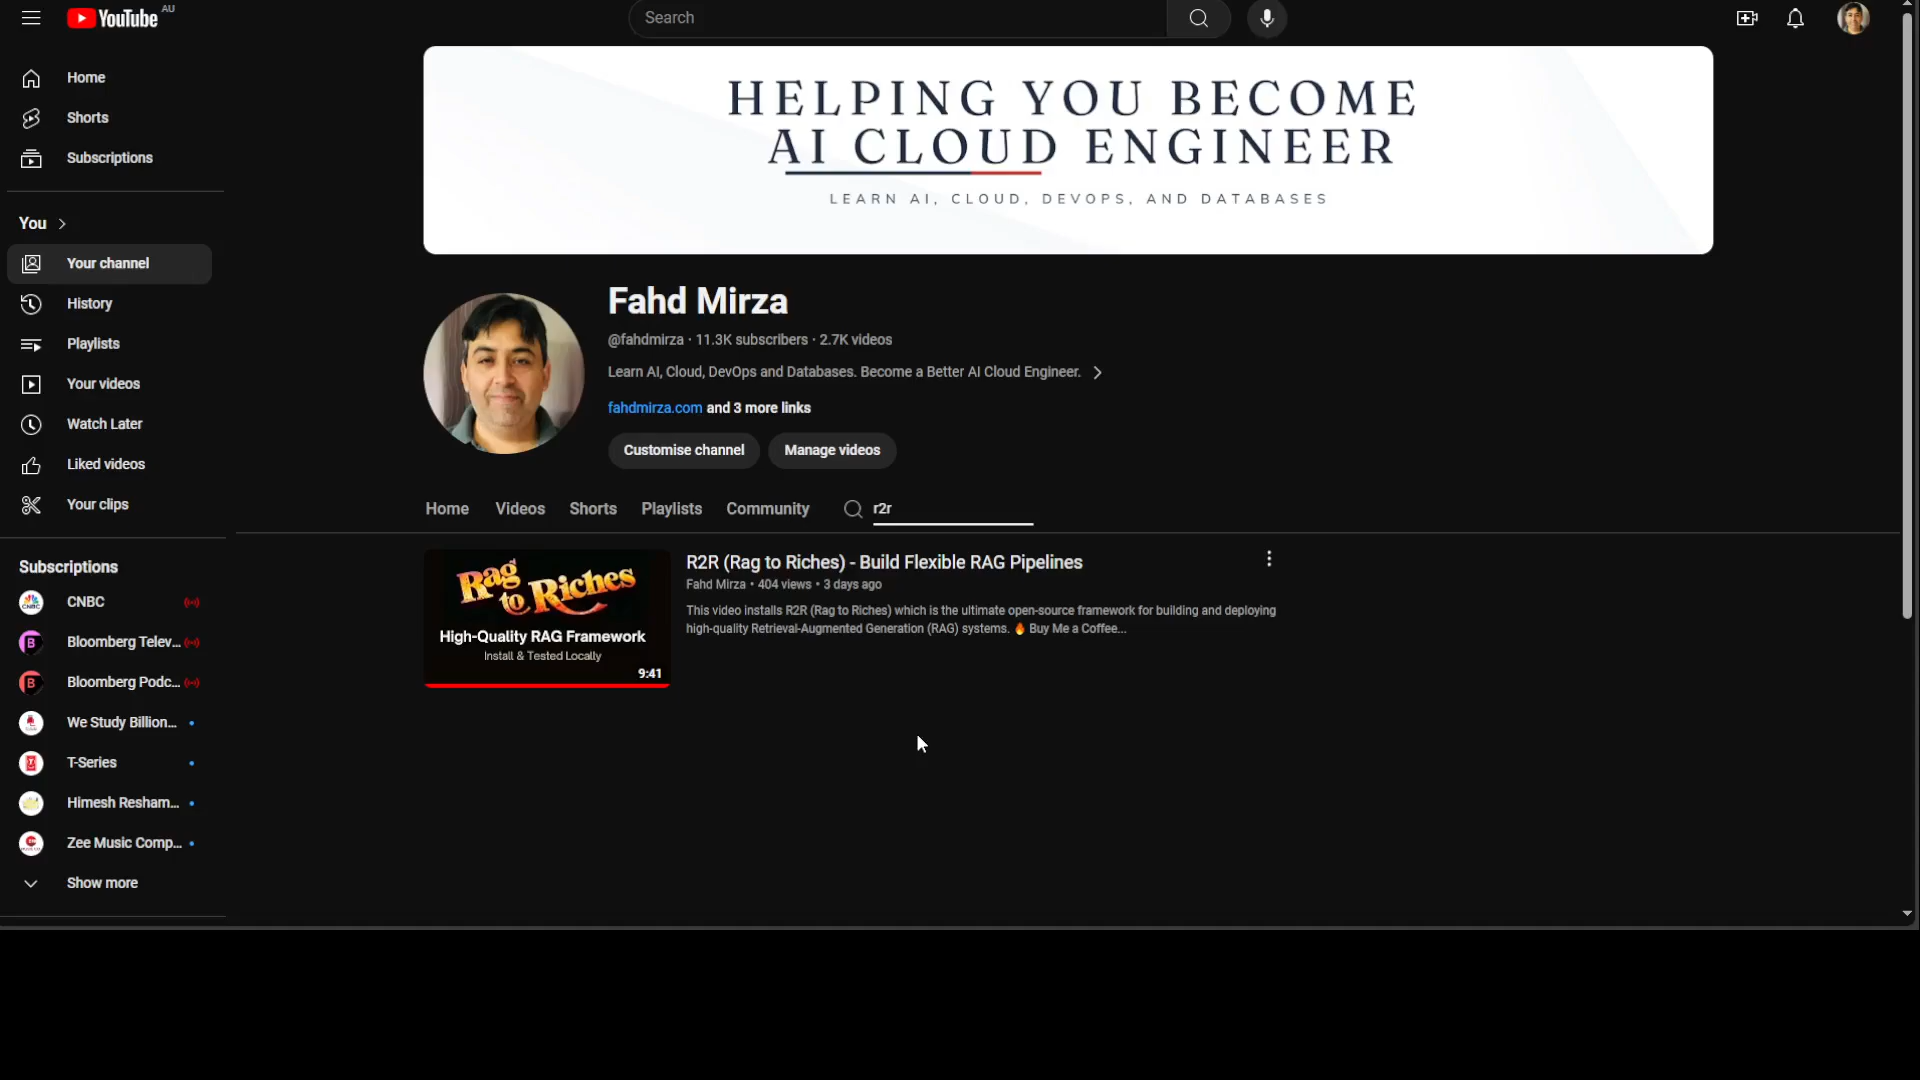 YouTube AU
Search
Home
Shorts
Subscriptions
You
Your channel
History
Playlists
Your videos
Watch Later
Liked videos
Your clips
Subscriptions
CNBC
Bloomberg Telev...
Bloomberg Podc...
We Study Billion...
T-Series
Himesh Resham...
Zee Music Comp...
Show more
HELPING YOU BECOME
AI CLOUD ENGINEER
LEARN AI, CLOUD, DEVOPS, AND DATABASES
Fahd Mirza
@fahdmirza · 11.3K subscribers · 2.7K videos
Learn AI, Cloud, DevOps and Databases. Become a Better AI Cloud Engineer.
fahdmirza.com and 3 more links
Customise channel Manage videos
Home Videos Shorts Playlists Community r2r
Rag
to Riches
High-Quality RAG Framework
Install & Tested Locally
9:41
R2R (Rag to Riches) - Build Flexible RAG Pipelines
Fahd Mirza • 404 views • 3 days ago
This video installs R2R (Rag to Riches) which is the ultimate open-source framework for building and deploying
high-quality Retrieval-Augmented Generation (RAG) systems. 🔥 Buy Me a Coffee...